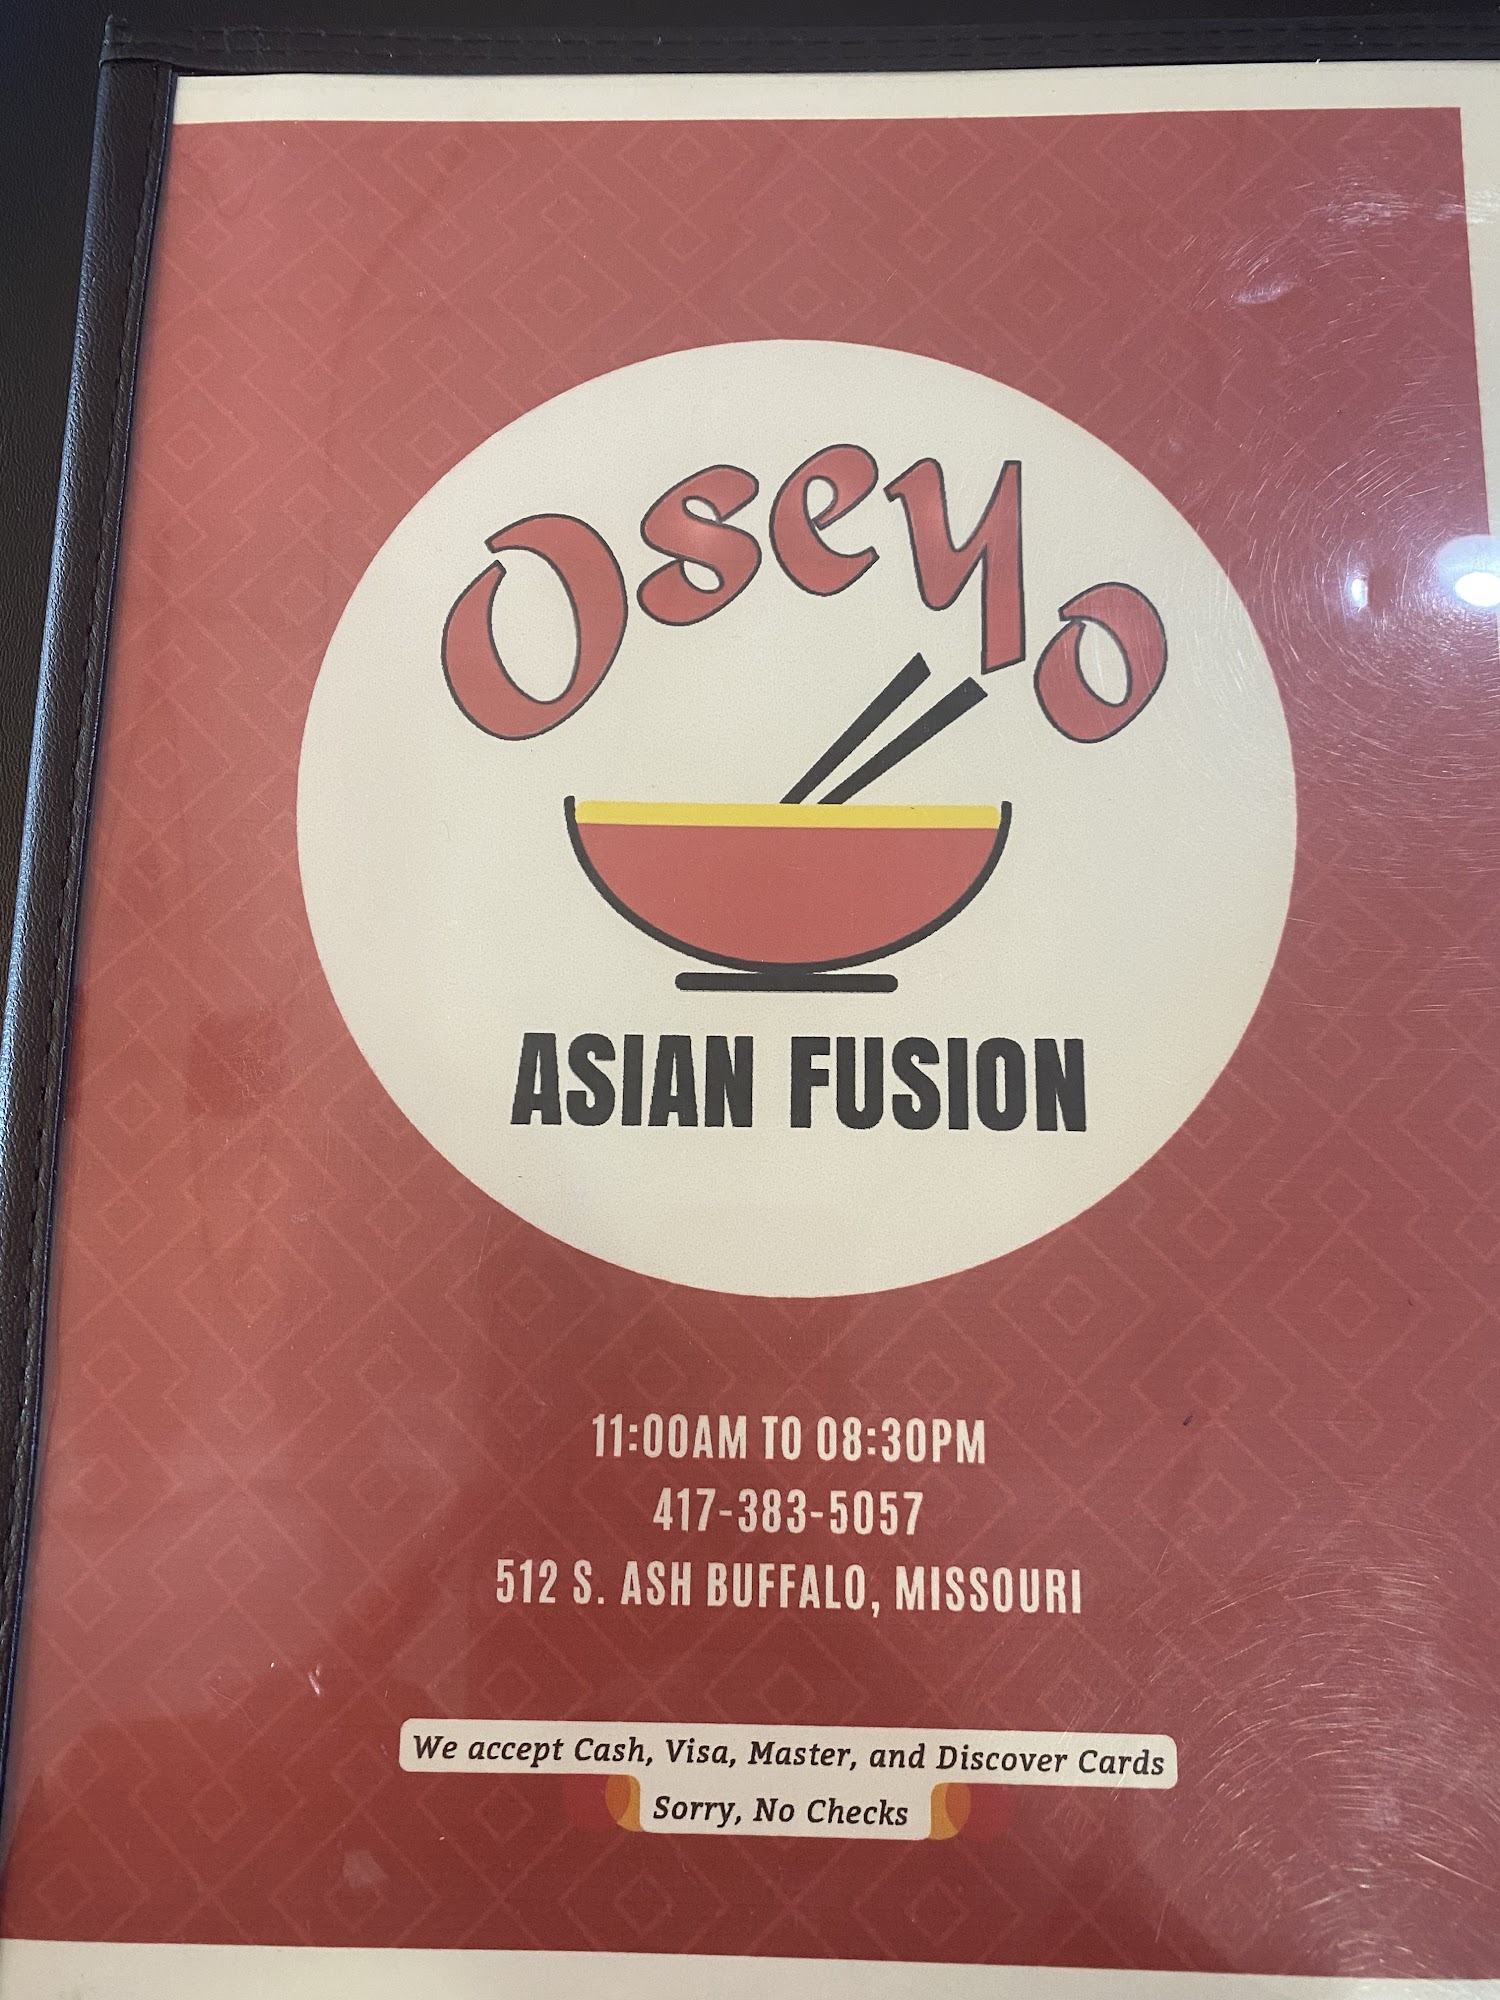 Oseyo
ASIAN FUSION
11:00AM TO 08:30PM
417-383-5057
512 S. ASH BUFFALO, MISSOURI
We accept Cash, Visa, Master, and Discover Cards
Sorry, No Checks